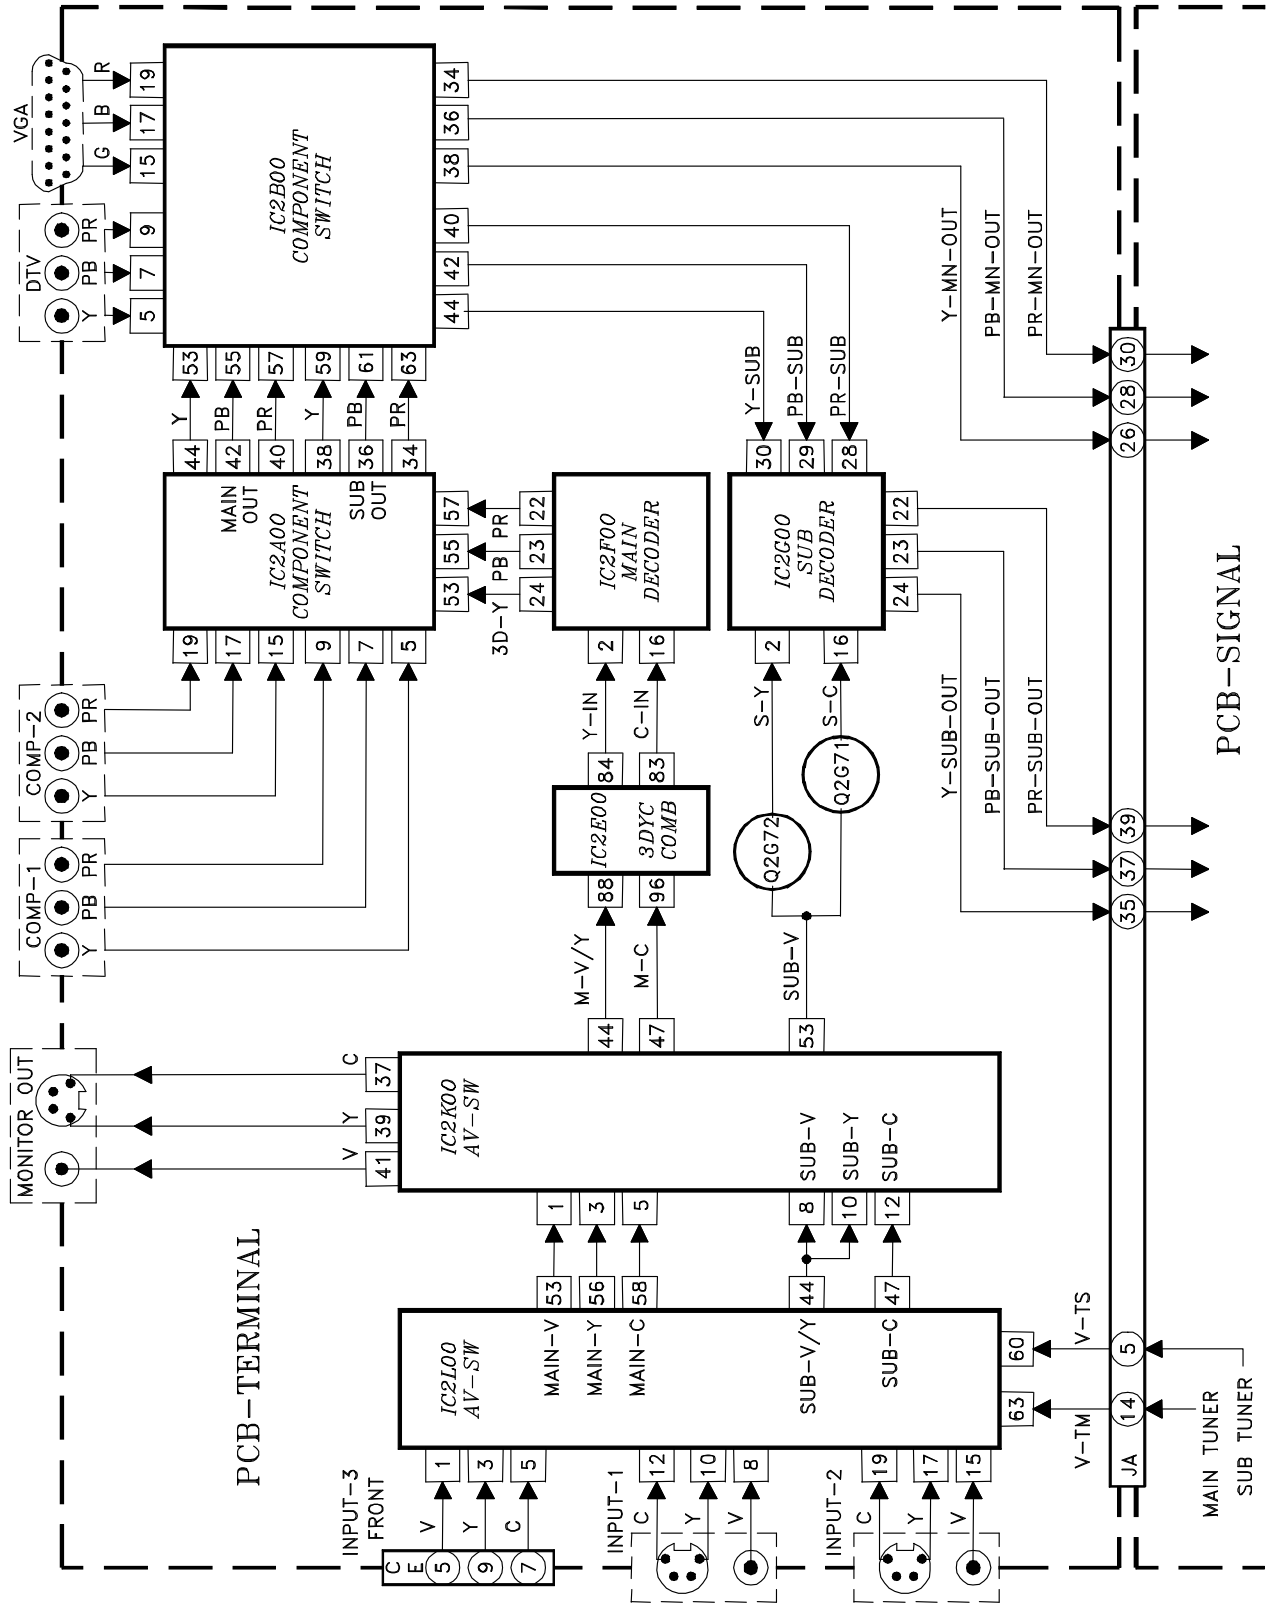 PCB-TERMINAL
PCB-SIGNAL
INPUT-3
FRONT
C
E
5
9
7
V
Y
C
1
3
5
INPUT-1
C
Y
V
12
10
8
INPUT-2
C
Y
V
19
17
15
IC2L00
AV-SW
MAIN-V
MAIN-Y
MAIN-C
SUB-V/Y
SUB-C
53
56
58
44
47
63
60
V-TM
V-TS
JA
14
5
MAIN TUNER
SUB TUNER
MONITOR OUT
V
Y
C
41
39
37
IC2K00
AV-SW
1
3
5
8
10
12
SUB-V
SUB-Y
SUB-C
44
47
53
M-V/Y
M-C
SUB-V
COMP-1
Y
PB
PR
COMP-2
Y
PB
PR
88
96
IC2E00
3DYC
COMB
84
83
Y-IN
C-IN
Q2G72
Q2G71
S-Y
S-C
35
37
39
Y-SUB-OUT
PB-SUB-OUT
PR-SUB-OUT
19
17
15
9
7
5
IC2A00
COMPONENT
SWITCH
MAIN
OUT
SUB
OUT
53
55
57
3D-Y
PB
PR
24
23
22
2
16
IC2F00
MAIN
DECODER
2
16
IC2G00
SUB
DECODER
24
23
22
30
29
28
Y-SUB
PB-SUB
PR-SUB
44
42
40
38
36
34
Y
PB
PR
Y
PB
PR
53
55
57
59
61
63
DTV
Y
PB
PR
5
7
9
VGA
G
B
R
15
17
19
IC2B00
COMPONENT
SWITCH
44
42
40
38
36
34
Y-MN-OUT
PB-MN-OUT
PR-MN-OUT
26
28
30